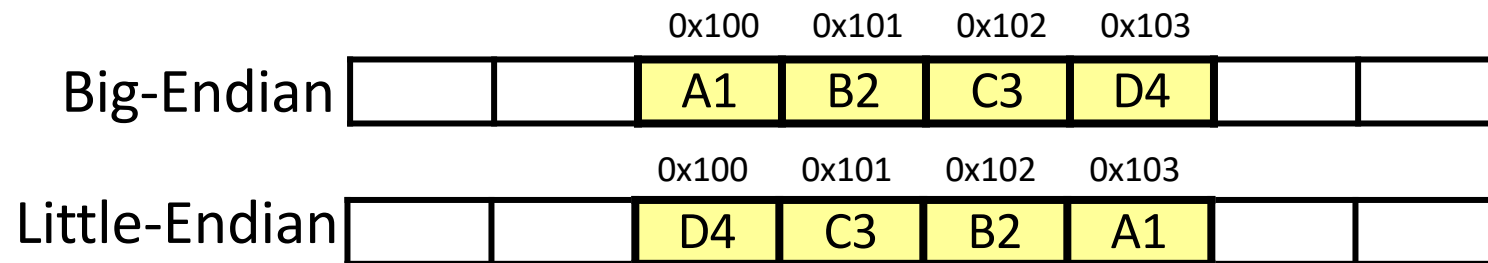 0x100 0x101 0x102 0x103
Big-Endian A1 B2 C3 D4
0x100 0x101 0x102 0x103
Little-Endian D4 C3 B2 A1